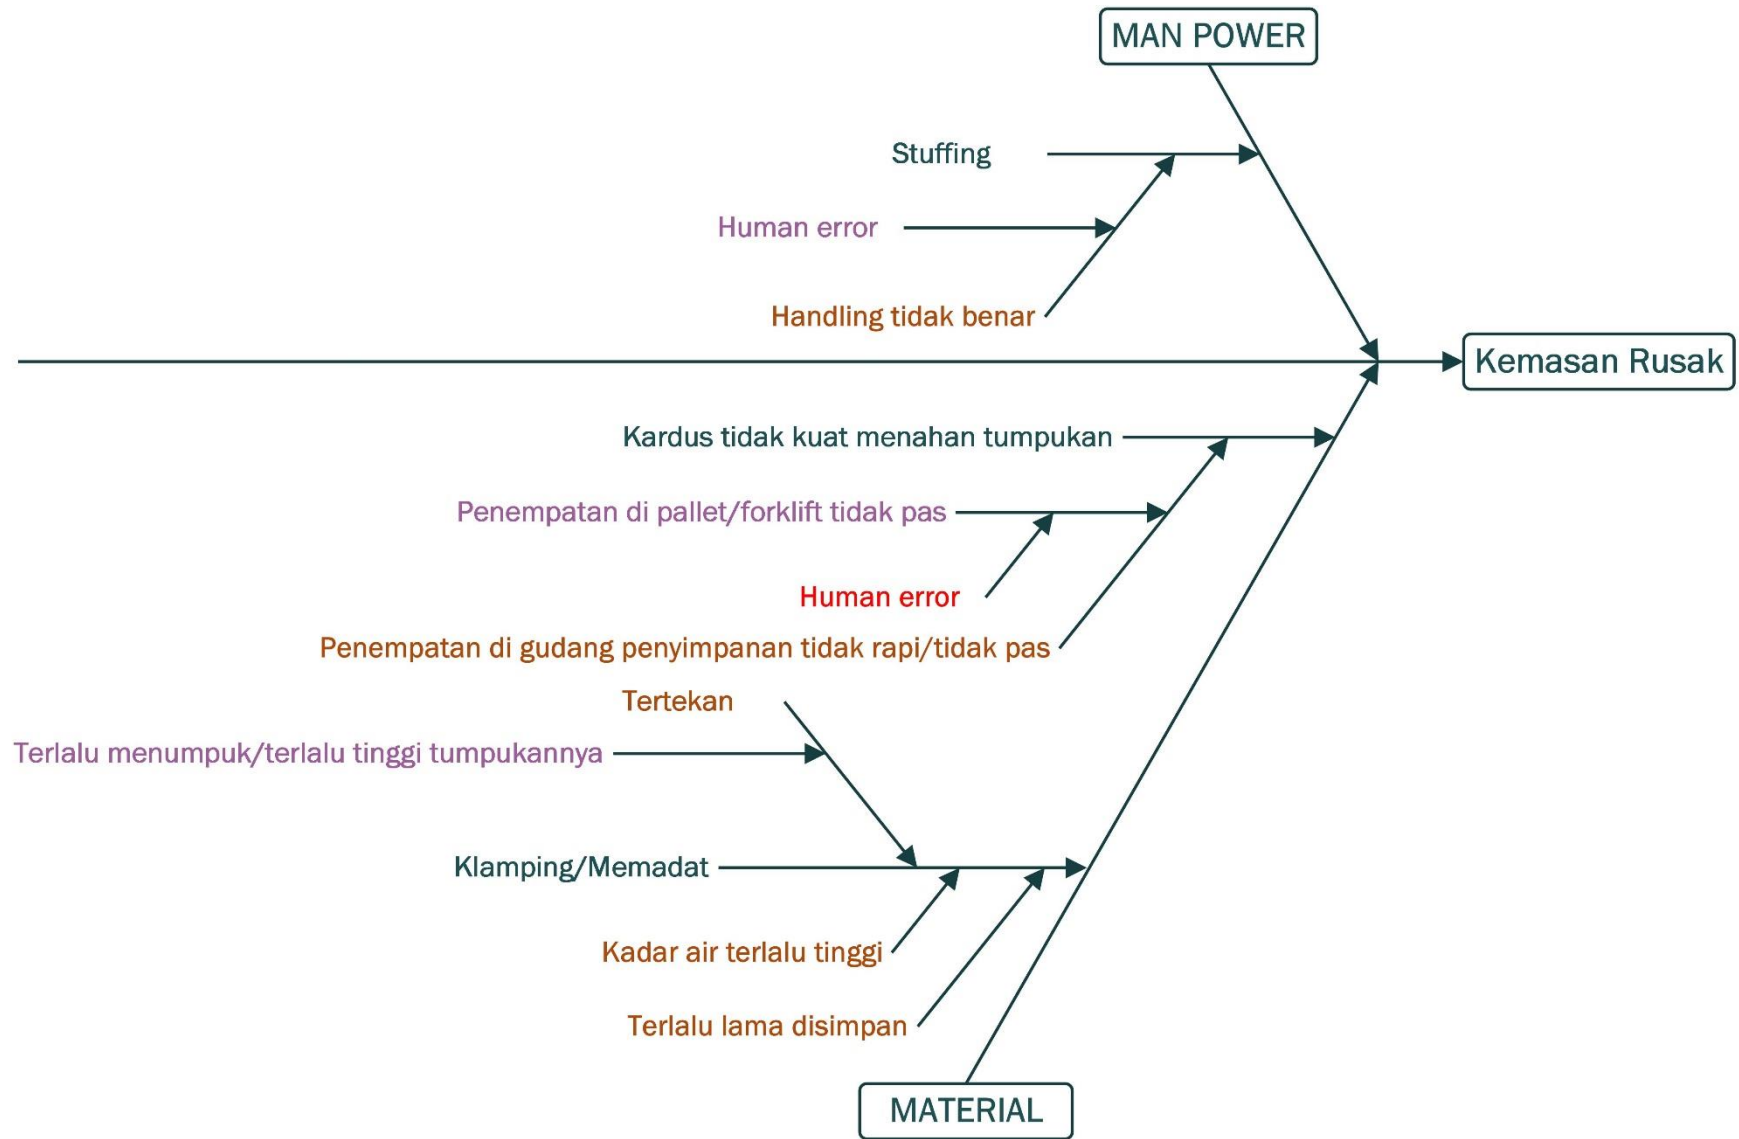 MAN POWER
Stuffing
Human error
Handling tidak benar
Kemasan Rusak
Kardus tidak kuat menahan tumpukan
Penempatan di pallet/forklift tidak pas
Human error
Penempatan di gudang penyimpanan tidak rapi/tidak pas
Tertekan
Terlalu menumpuk/terlalu tinggi tumpukannya
Klamping/Memadat
Kadar air terlalu tinggi
Terlalu lama disimpan
MATERIAL